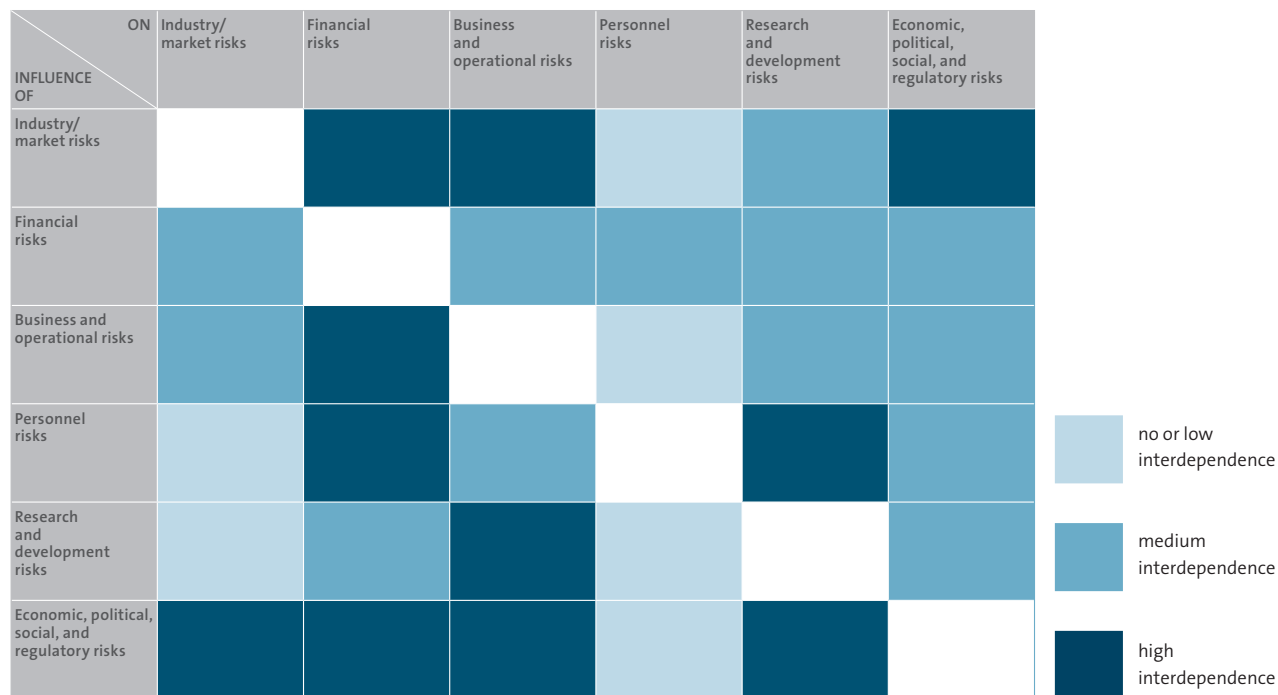 ON
INFLUENCE
OF
Industry/
market risks
Financial
risks
Business
and
operational risks
Personnel
risks
Research
and
development
risks
Economic,
political,
social, and
regulatory risks
Industry/
market risks
Financial
risks
Business and
operational risks
Personnel
risks
Research
and
development
risks
Economic, political,
social, and
regulatory risks
no or low
interdependence
medium
interdependence
high
interdependence